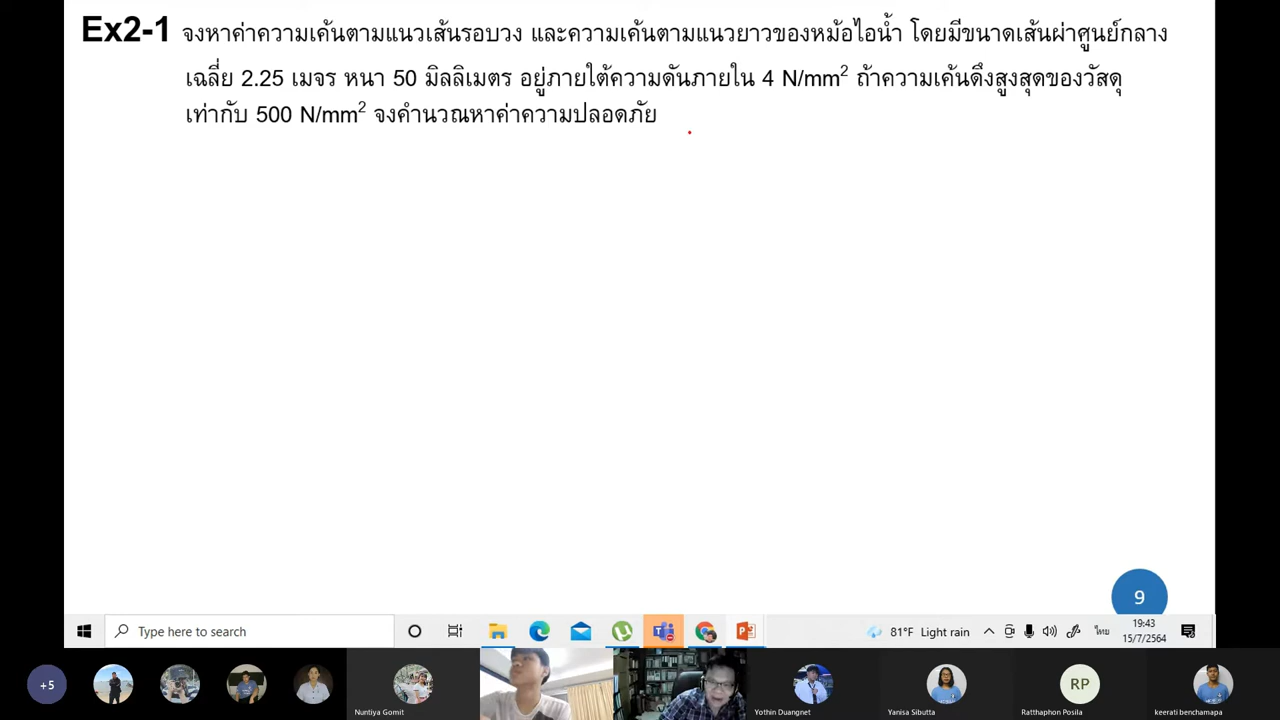 Ex2-1 จงหาค่าความเค้นตามแนวเส้นรอบวง และความเค้นตามแนวยาวของหม้อไอน้ำ โดยมีขนาดเส้นผ่าศูนย์กลาง
เฉลี่ย 2.25 เมจร หนา 50 มิลลิเมตร อยู่ภายใต้ความดันภายใน 4 N/mm² ถ้าความเค้นดึงสูงสุดของวัสดุ
เท่ากับ 500 N/mm² จงคำนวณหาค่าความปลอดภัย
9
Type here to search
81°F Light rain
ไทย
19:43
15/7/2564
+5
Nuntiya Gomit
Yothin Duangnet
Yanisa Sibutta
RP
Ratthaphon Posila
keerati benchamapa